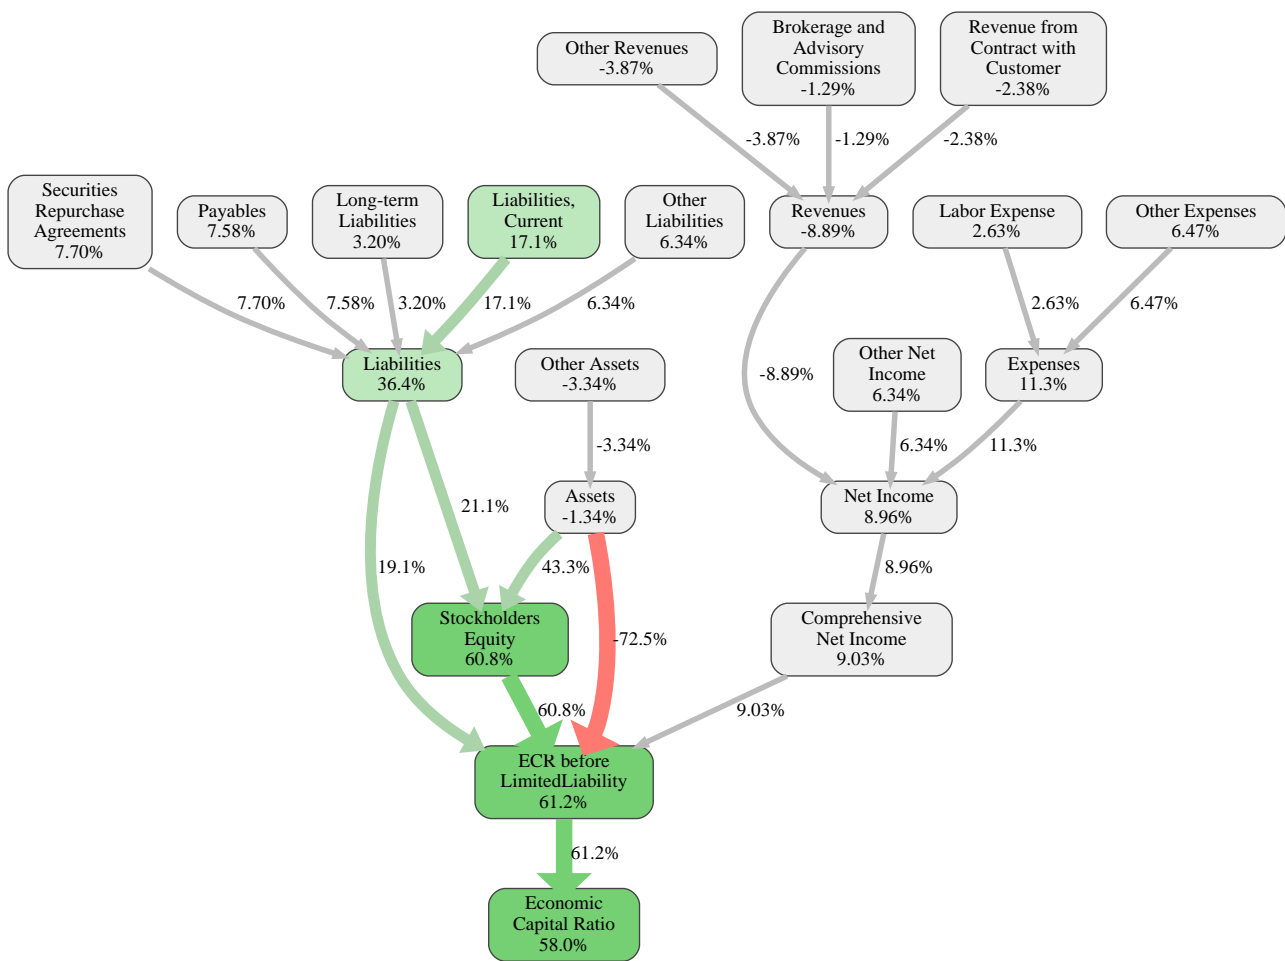 Other Revenues
-3.87%
Brokerage and
Advisory
Commissions
-1.29%
Revenue from
Contract with
Customer
-2.38%
-3.87%
-1.29%
-2.38%
Securities
Repurchase
Agreements
7.70%
Payables
7.58%
Long-term
Liabilities
3.20%
Liabilities,
Current
17.1%
Other
Liabilities
6.34%
Revenues
-8.89%
Labor Expense
2.63%
Other Expenses
6.47%
7.70%
7.58%
3.20%
17.1%
6.34%
2.63%
6.47%
Liabilities
36.4%
Other Assets
-3.34%
-8.89%
Other Net
Income
6.34%
Expenses
11.3%
-3.34%
6.34%
11.3%
21.1%
Assets
-1.34%
Net Income
8.96%
19.1%
43.3%
8.96%
Stockholders
Equity
60.8%
-72.5%
Comprehensive
Net Income
9.03%
60.8%
9.03%
ECR before
LimitedLiability
61.2%
61.2%
Economic
Capital Ratio
58.0%